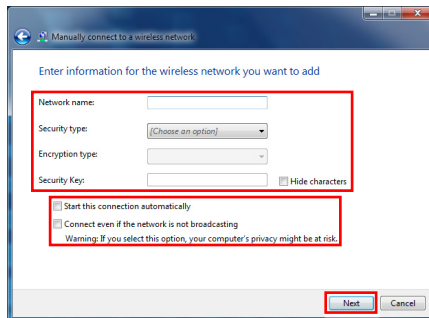 Manually connect to a wireless network
Enter information for the wireless network you want to add
Network name:
Security type:
[Choose an option]
Encryption type:
Security Key:
Hide characters
Start this connection automatically
Connect even if the network is not broadcasting
Warning: If you select this option, your computer's privacy might be at risk.
Next
Cancel